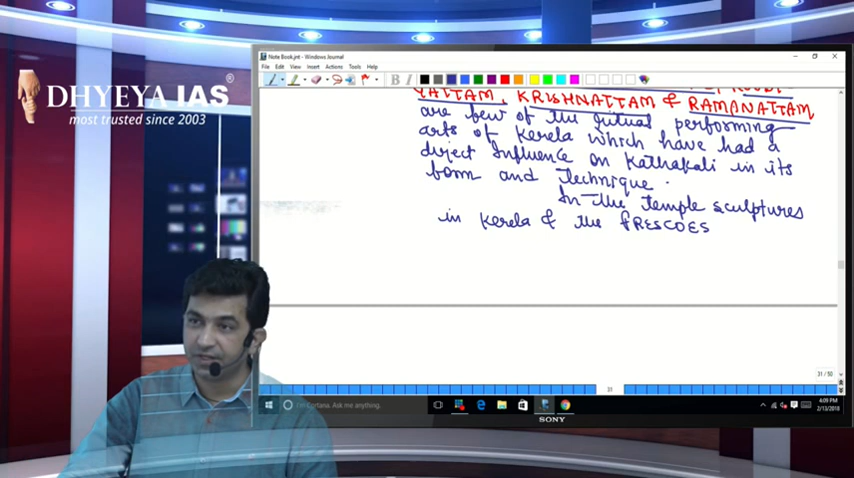 DHYEYA IAS®
most trusted since 2003
Note Book.jnt - Windows Journal
File Edit View Insert Actions Tools Help
YATTAM, KRISHNATTAM & RAMANATTAM
are few of the ritual performing
arts of Kerela which have had a
direct Influence on Kathakali in its
form and Technique.
In The Temple sculptures
in Kerela & the fRESCOES
31 / 50
31
I'm Cortana. Ask me anything.
4:09 PM
2/13/2018
SONY